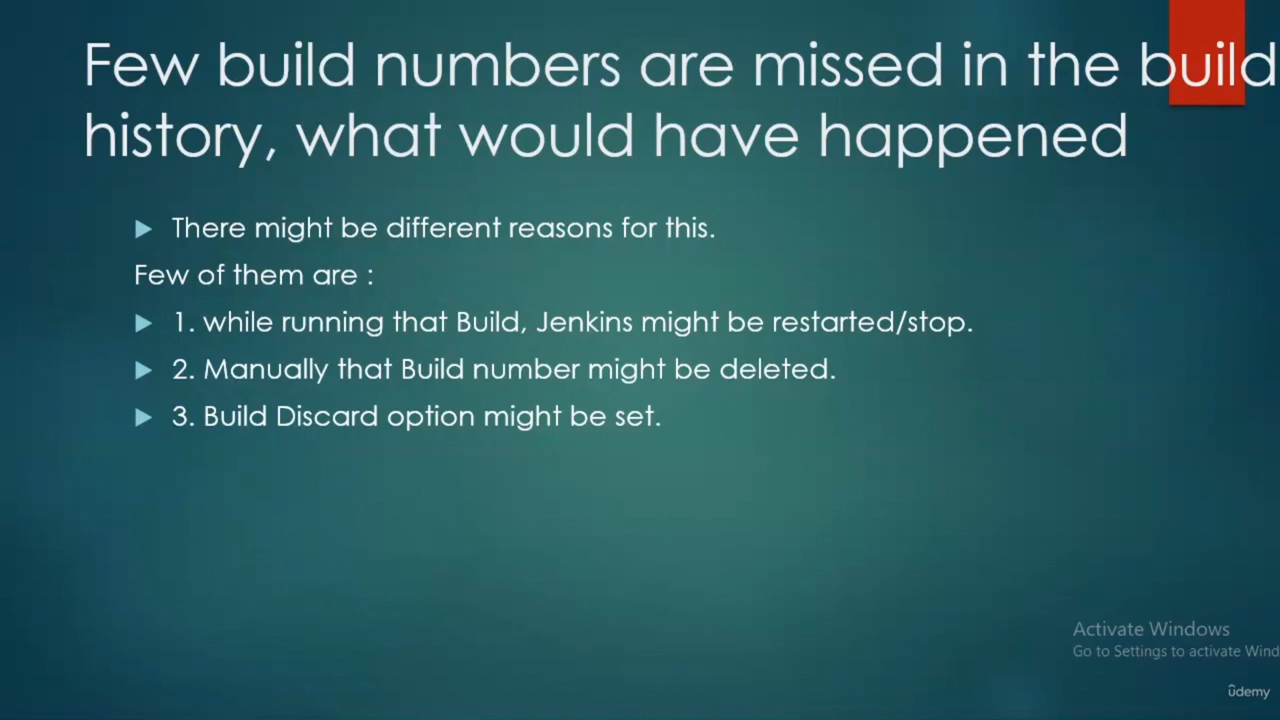 Few build numbers are missed in the build
history, what would have happened
There might be different reasons for this.
Few of them are :
1. while running that Build, Jenkins might be restarted/stop.
2. Manually that Build number might be deleted.
3. Build Discard option might be set.
Activate Windows
Go to Settings to activate Wind
ûdemy